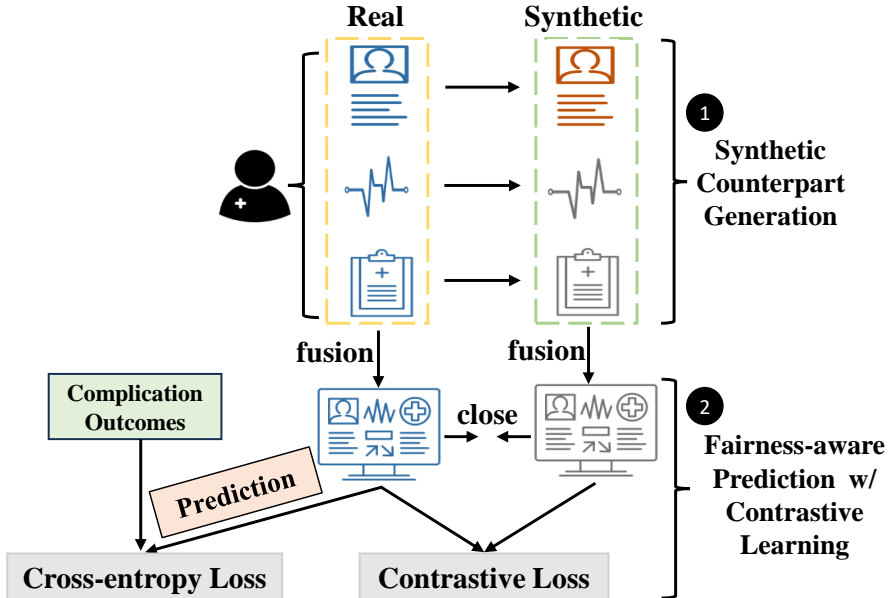 Real
Synthetic
1
Synthetic
Counterpart
Generation
fusion
fusion
Complication
Outcomes
close
2
Fairness-aware
Prediction w/
Contrastive
Learning
Prediction
Cross-entropy Loss
Contrastive Loss